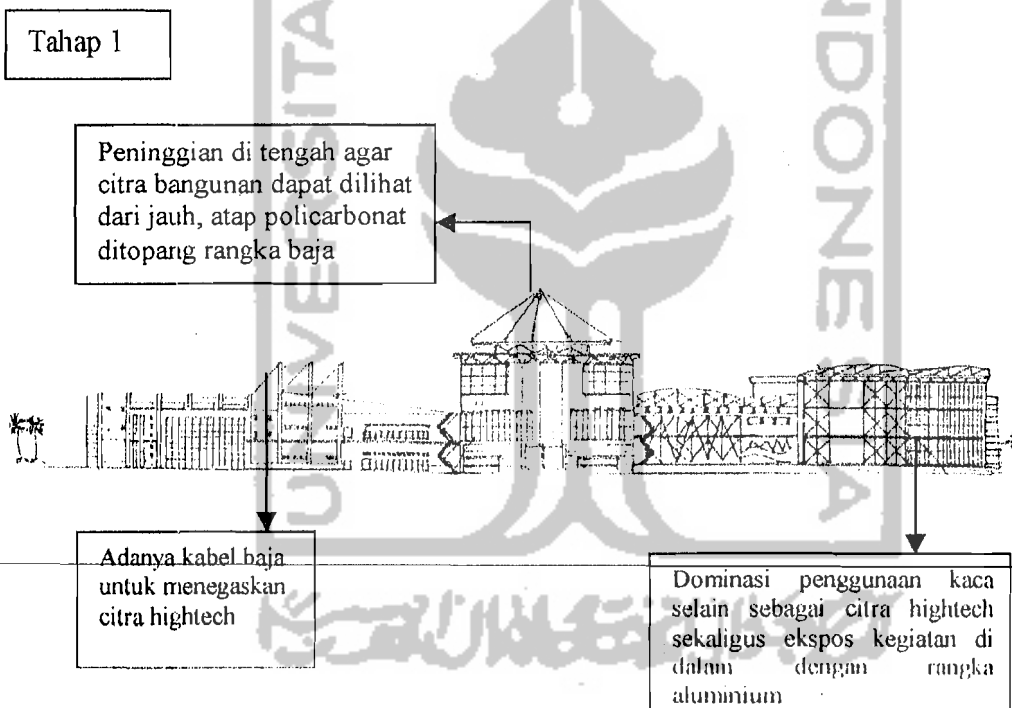 Tahap 1
Peninggian di tengah agar
citra bangunan dapat dilihat
dari jauh, atap policarbonat
ditopang rangka baja
Adanya kabel baja
untuk menegaskan
citra hightech
Dominasi penggunaan kaca
selain sebagai citra hightech
sekaligus ekspos kegiatan di
dalam dengan rangka
aluminium
UNIVERSITA
NDONESIA